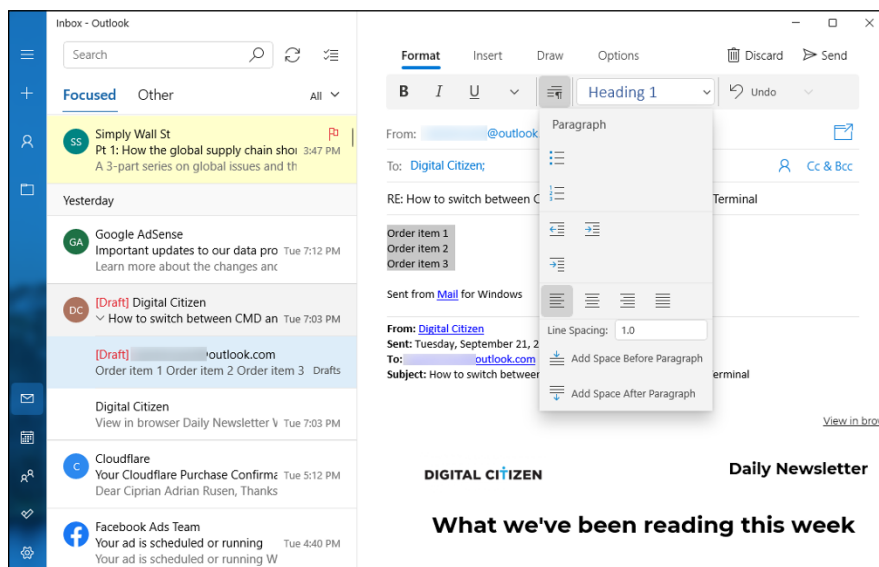 Inbox - Outlook
Search
Focused Other All
SS
Simply Wall St
Pt 1: How the global supply chain shor 3:47 PM
A 3-part series on global issues and th
Yesterday
GA
Google AdSense
Important updates to our data pro Tue 7:12 PM
Learn more about the changes and
DC
[Draft] Digital Citizen
How to switch between CMD an Tue 7:03 PM
[Draft] outlook.com
Order item 1 Order item 2 Order item 3 Drafts
Digital Citizen
View in browser Daily Newsletter Tue 7:03 PM
C
Cloudflare
Your Cloudflare Purchase Confirma Tue 5:12 PM
Dear Ciprian Adrian Rusen, Thanks
Facebook Ads Team
Your ad is scheduled or running Tue 4:40 PM
Your ad is scheduled or running W
Format Insert Draw Options Discard Send
B I U Heading 1 Undo
From: @outlook
To: Digital Citizen; Cc & Bcc
RE: How to switch between C Terminal
Order item 1
Order item 2
Order item 3
Sent from Mail for Windows
From: Digital Citizen
Sent: Tuesday, September 21, 2
To: outlook.com
Subject: How to switch betweer erminal
Paragraph
Line Spacing: 1.0
Add Space Before Paragraph
Add Space After Paragraph
View in brow
DIGITAL CITIZEN
Daily Newsletter
What we've been reading this week